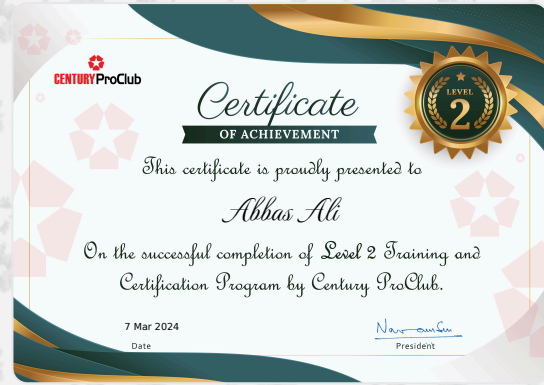 CENTURY ProClub
Certificate
OF ACHIEVEMENT
LEVEL
2
This certificate is proudly presented to
Abbas Ali
On the successful completion of Level 2 Training and
Certification Program by Century ProClub.
7 Mar 2024
Date
President